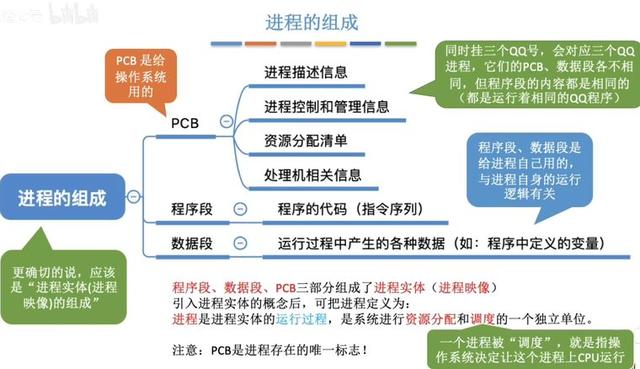 bilibili
进程的组成
PCB 是给
操作系统
用的
同时挂三个QQ号，会对应三个QQ
进程，它们的PCB、数据段各不相
同，但程序段的内容都是相同的
（都是运行着相同的QQ程序）
进程描述信息
进程控制和管理信息
PCB
资源分配清单
处理机相关信息
程序段、数据段是
给进程自己用的，
与进程自身的运行
逻辑有关
进程的组成
程序段
程序的代码（指令序列）
数据段
运行过程中产生的各种数据（如：程序中定义的变量）
更确切的说，应该
是“进程实体(进程
映像)的组成”
程序段、数据段、PCB三部分组成了进程实体（进程映像）
引入进程实体的概念后，可把进程定义为：
进程是进程实体的运行过程，是系统进行资源分配和调度的一个独立单位。
一个进程被“调度”，就是指操
作系统决定让这个进程上CPU运行
注意：PCB是进程存在的唯一标志！